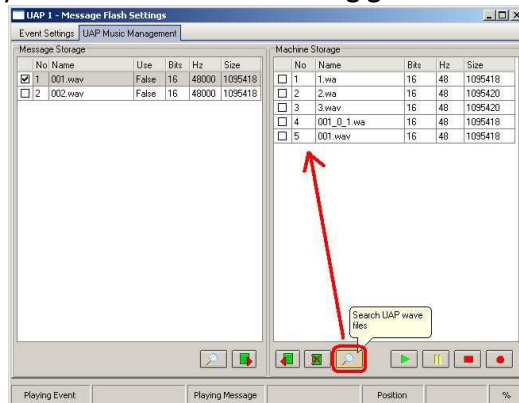 UAP 1 - Message Flash Settings
Event Settings UAP Music Management
Message Storage
No Name Use Bits Hz Size
1 001.wav False 16 48000 1095418
2 002.wav False 16 48000 1095418
Machine Storage
No Name Bits Hz Size
1 1.wa 16 48 1095418
2 2.wa 16 48 1095420
3 3.wav 16 48 1095420
4 001_0_1.wa 16 48 1095418
5 001.wav 16 48 1095418
Search UAP wave
files
Playing Event Playing Message Position %